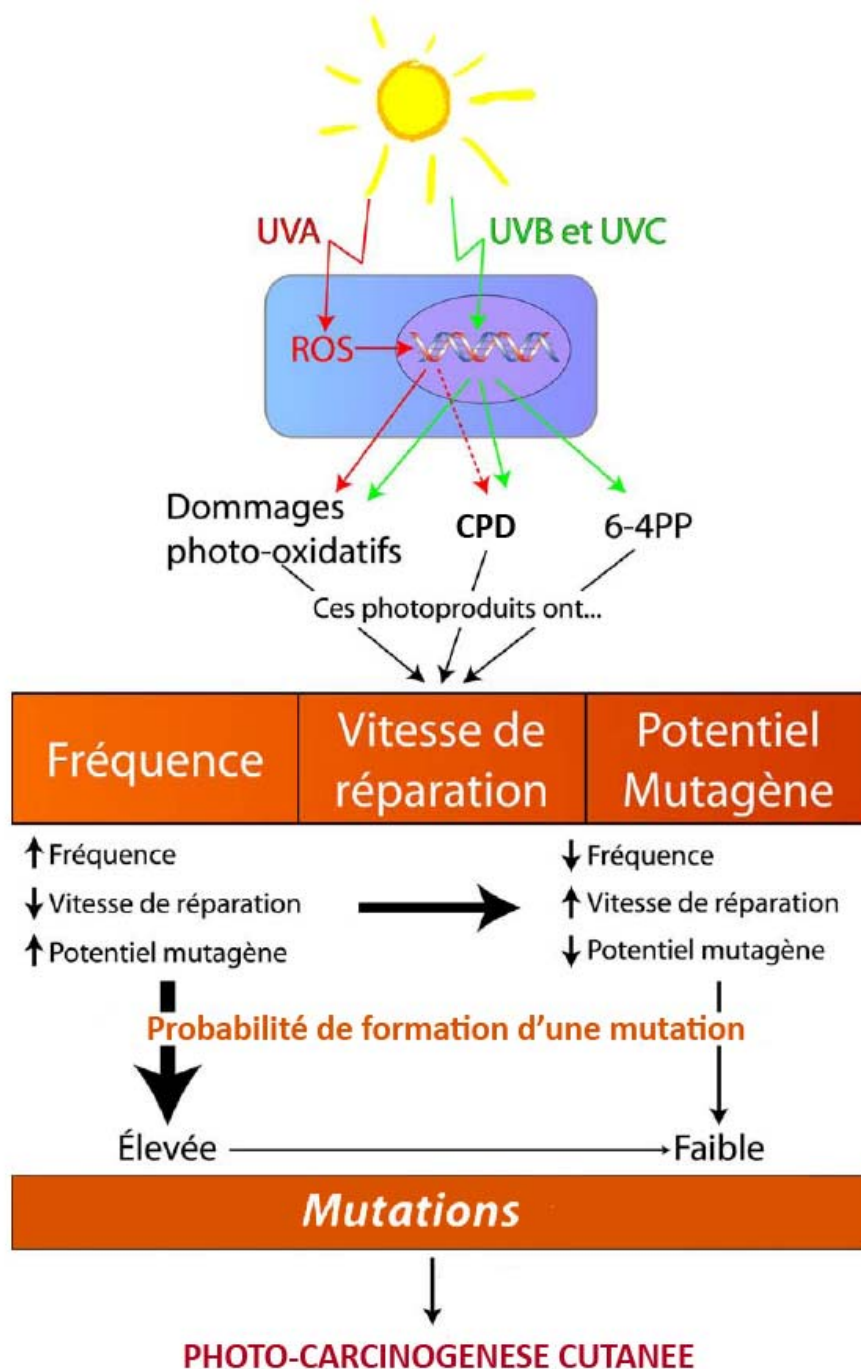 UVA
UVB et UVC
ROS
Dommages
photo-oxidatifs
CPD
6-4PP
Ces photoproduits ont...
Fréquence
Vitesse de
réparation
Potentiel
Mutagène
Fréquence
Vitesse de réparation
Potentiel mutagène
Fréquence
Vitesse de réparation
Potentiel mutagène
Probabilité de formation d'une mutation
Élevée
Faible
Mutations
PHOTO-CARCINOGENESE CUTANEE